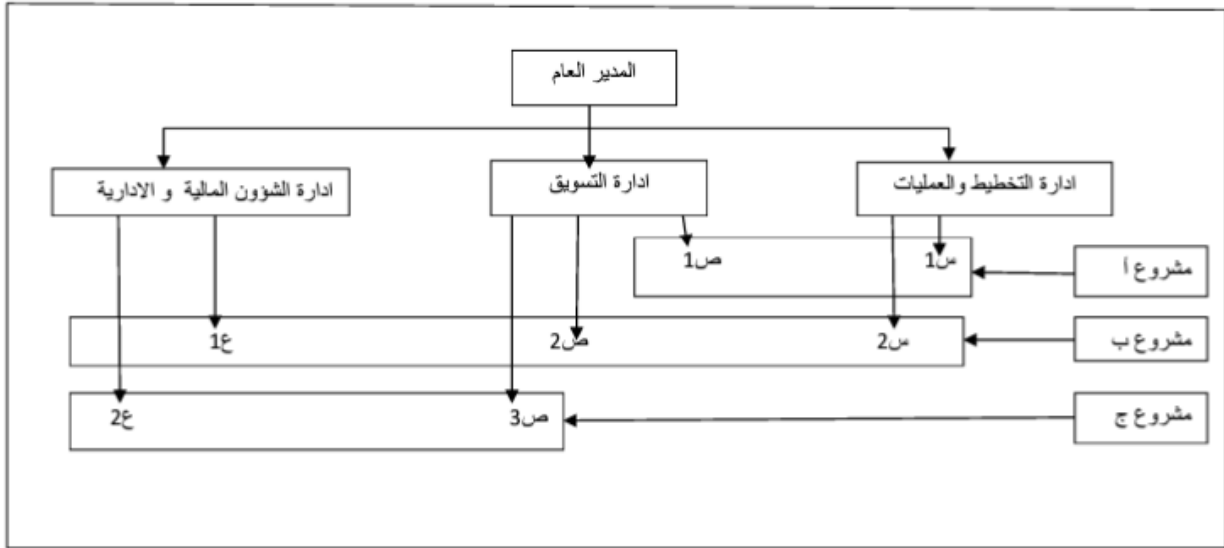 المدير العام
ادارة التخطيط والعمليات
ادارة التسويق
ادارة الشؤون المالية و الادارية
س1
ص1
مشروع أ
س2
ص2
ع1
مشروع ب
ص3
ع2
مشروع ج